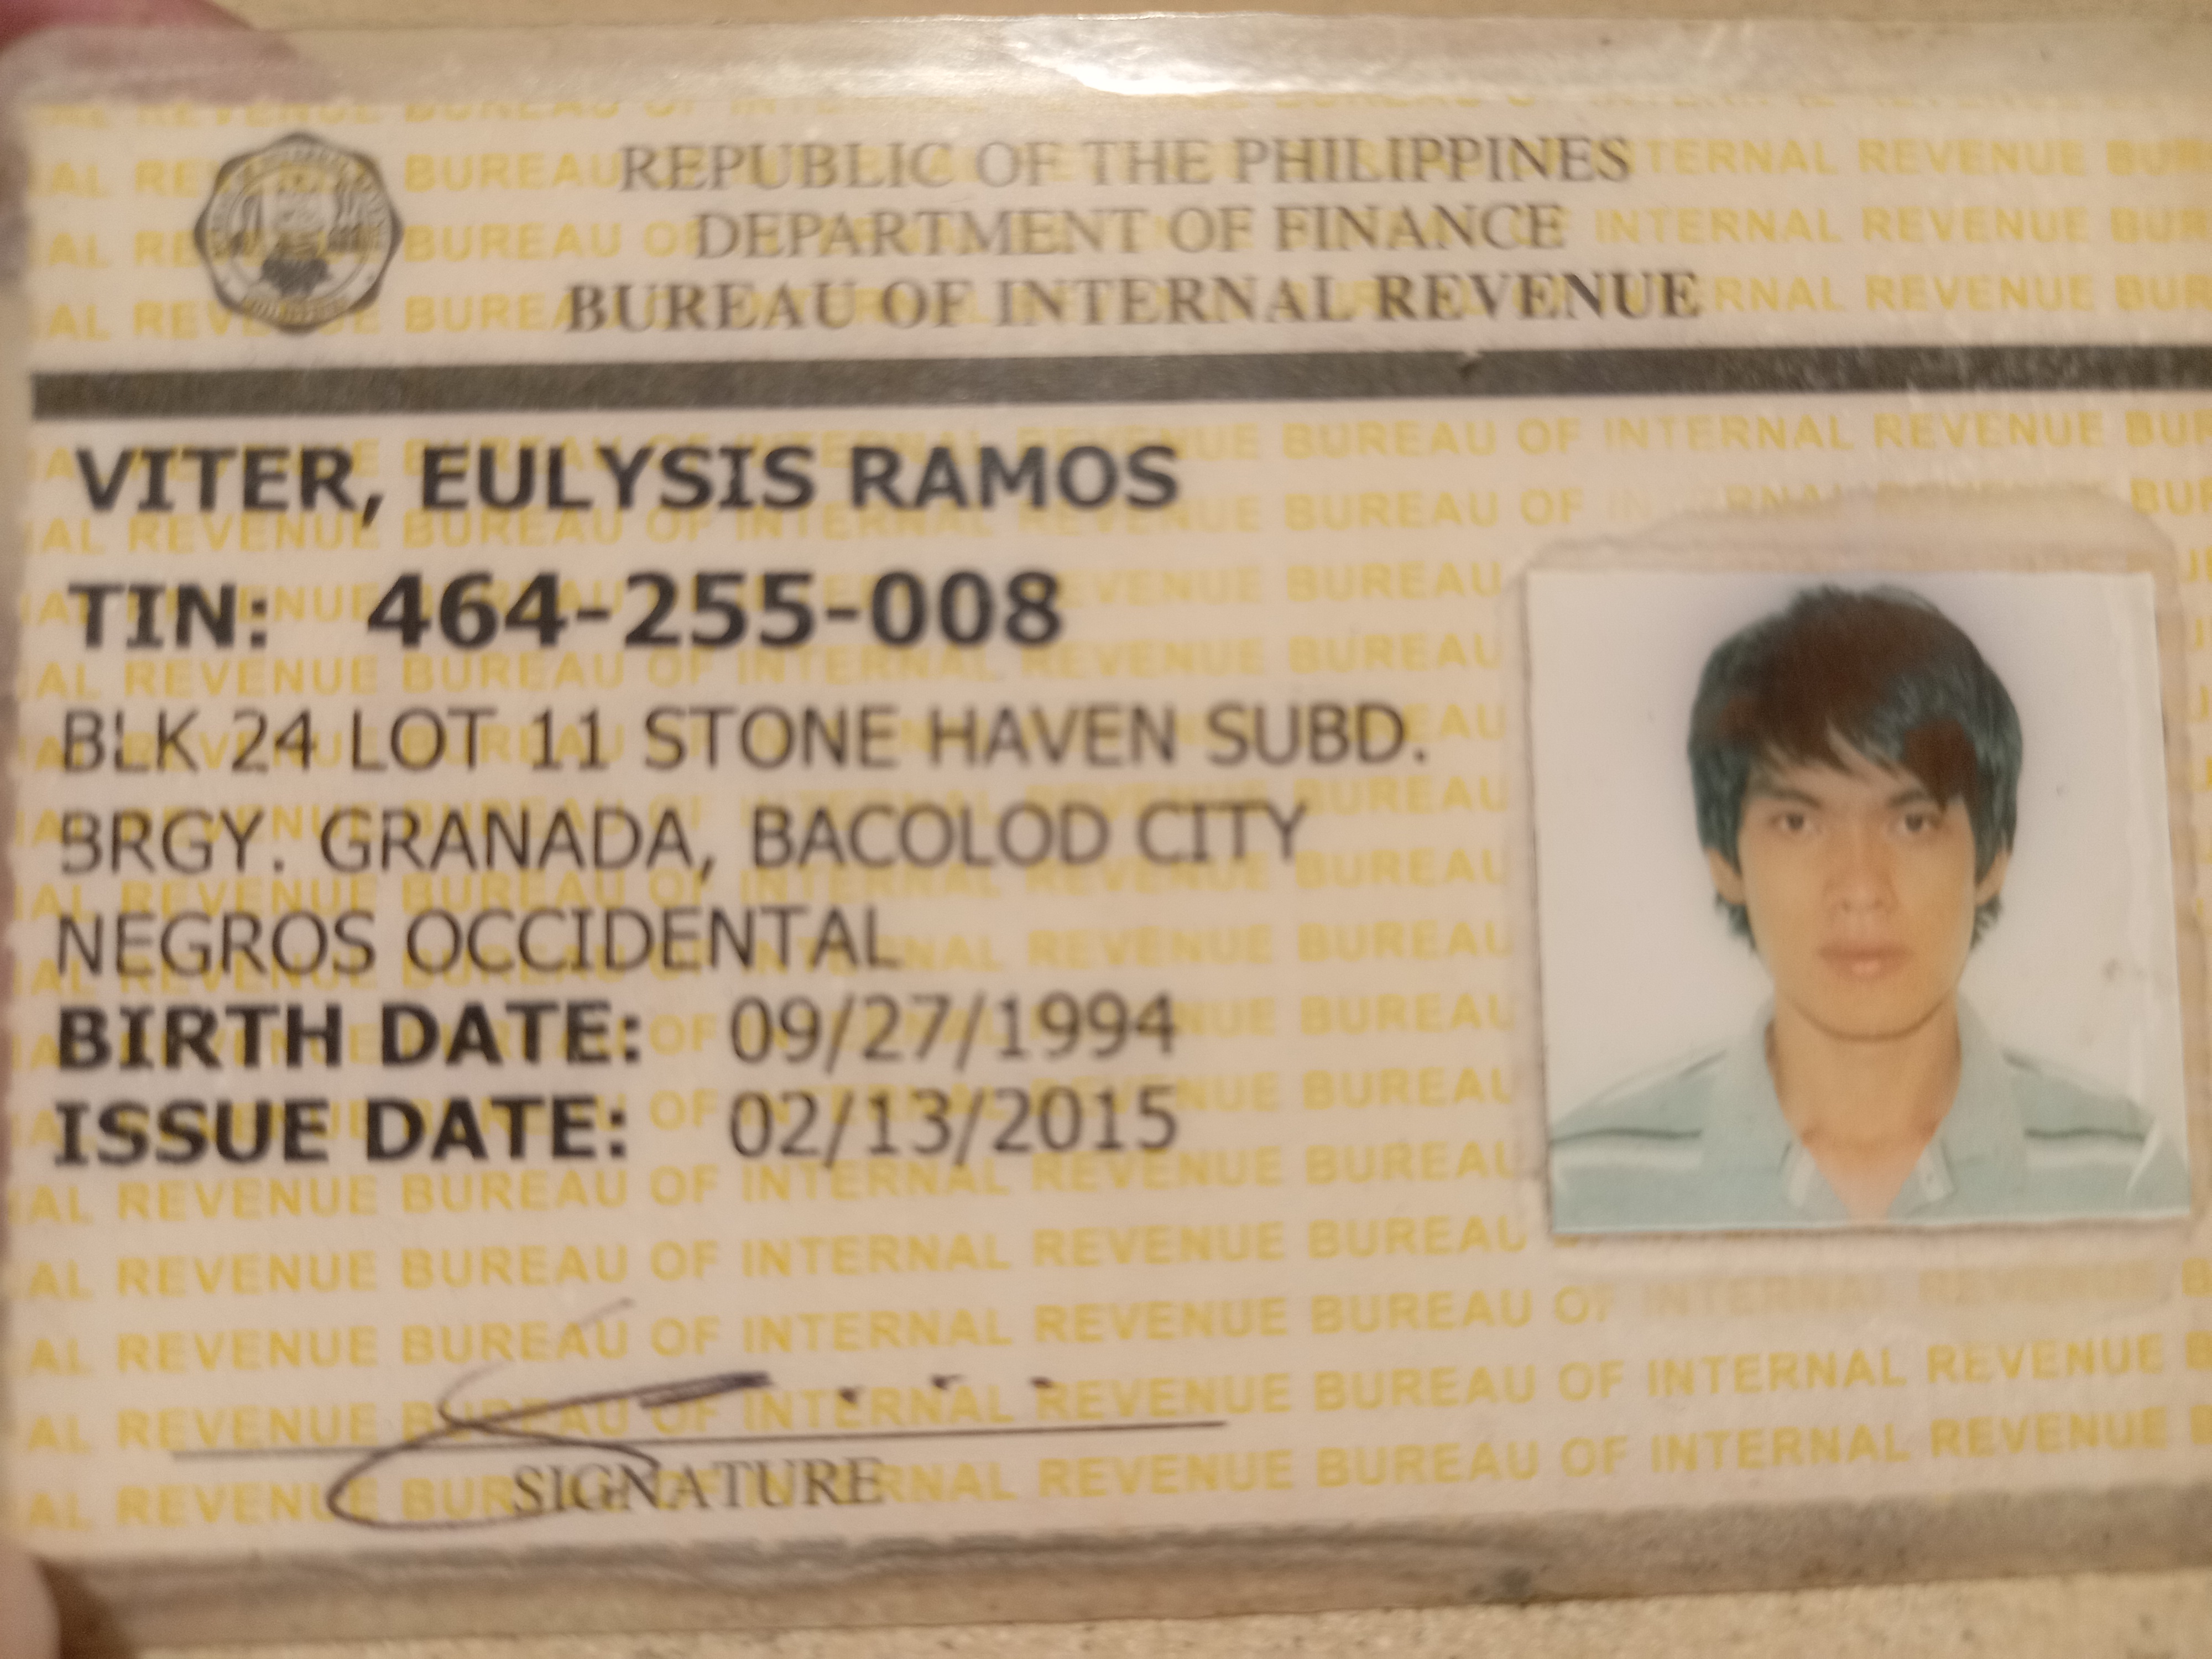 REPUBLIC OF THE PHILIPPINES
DEPARTMENT OF FINANCE
BUREAU OF INTERNAL REVENUE
VITER, EULYSIS RAMOS
TIN: 464-255-008
BLK 24 LOT 11 STONE HAVEN SUBD.
BRGY. GRANADA, BACOLOD CITY
NEGROS OCCIDENTAL
BIRTH DATE: 09/27/1994
ISSUE DATE: 02/13/2015
SIGNATURE